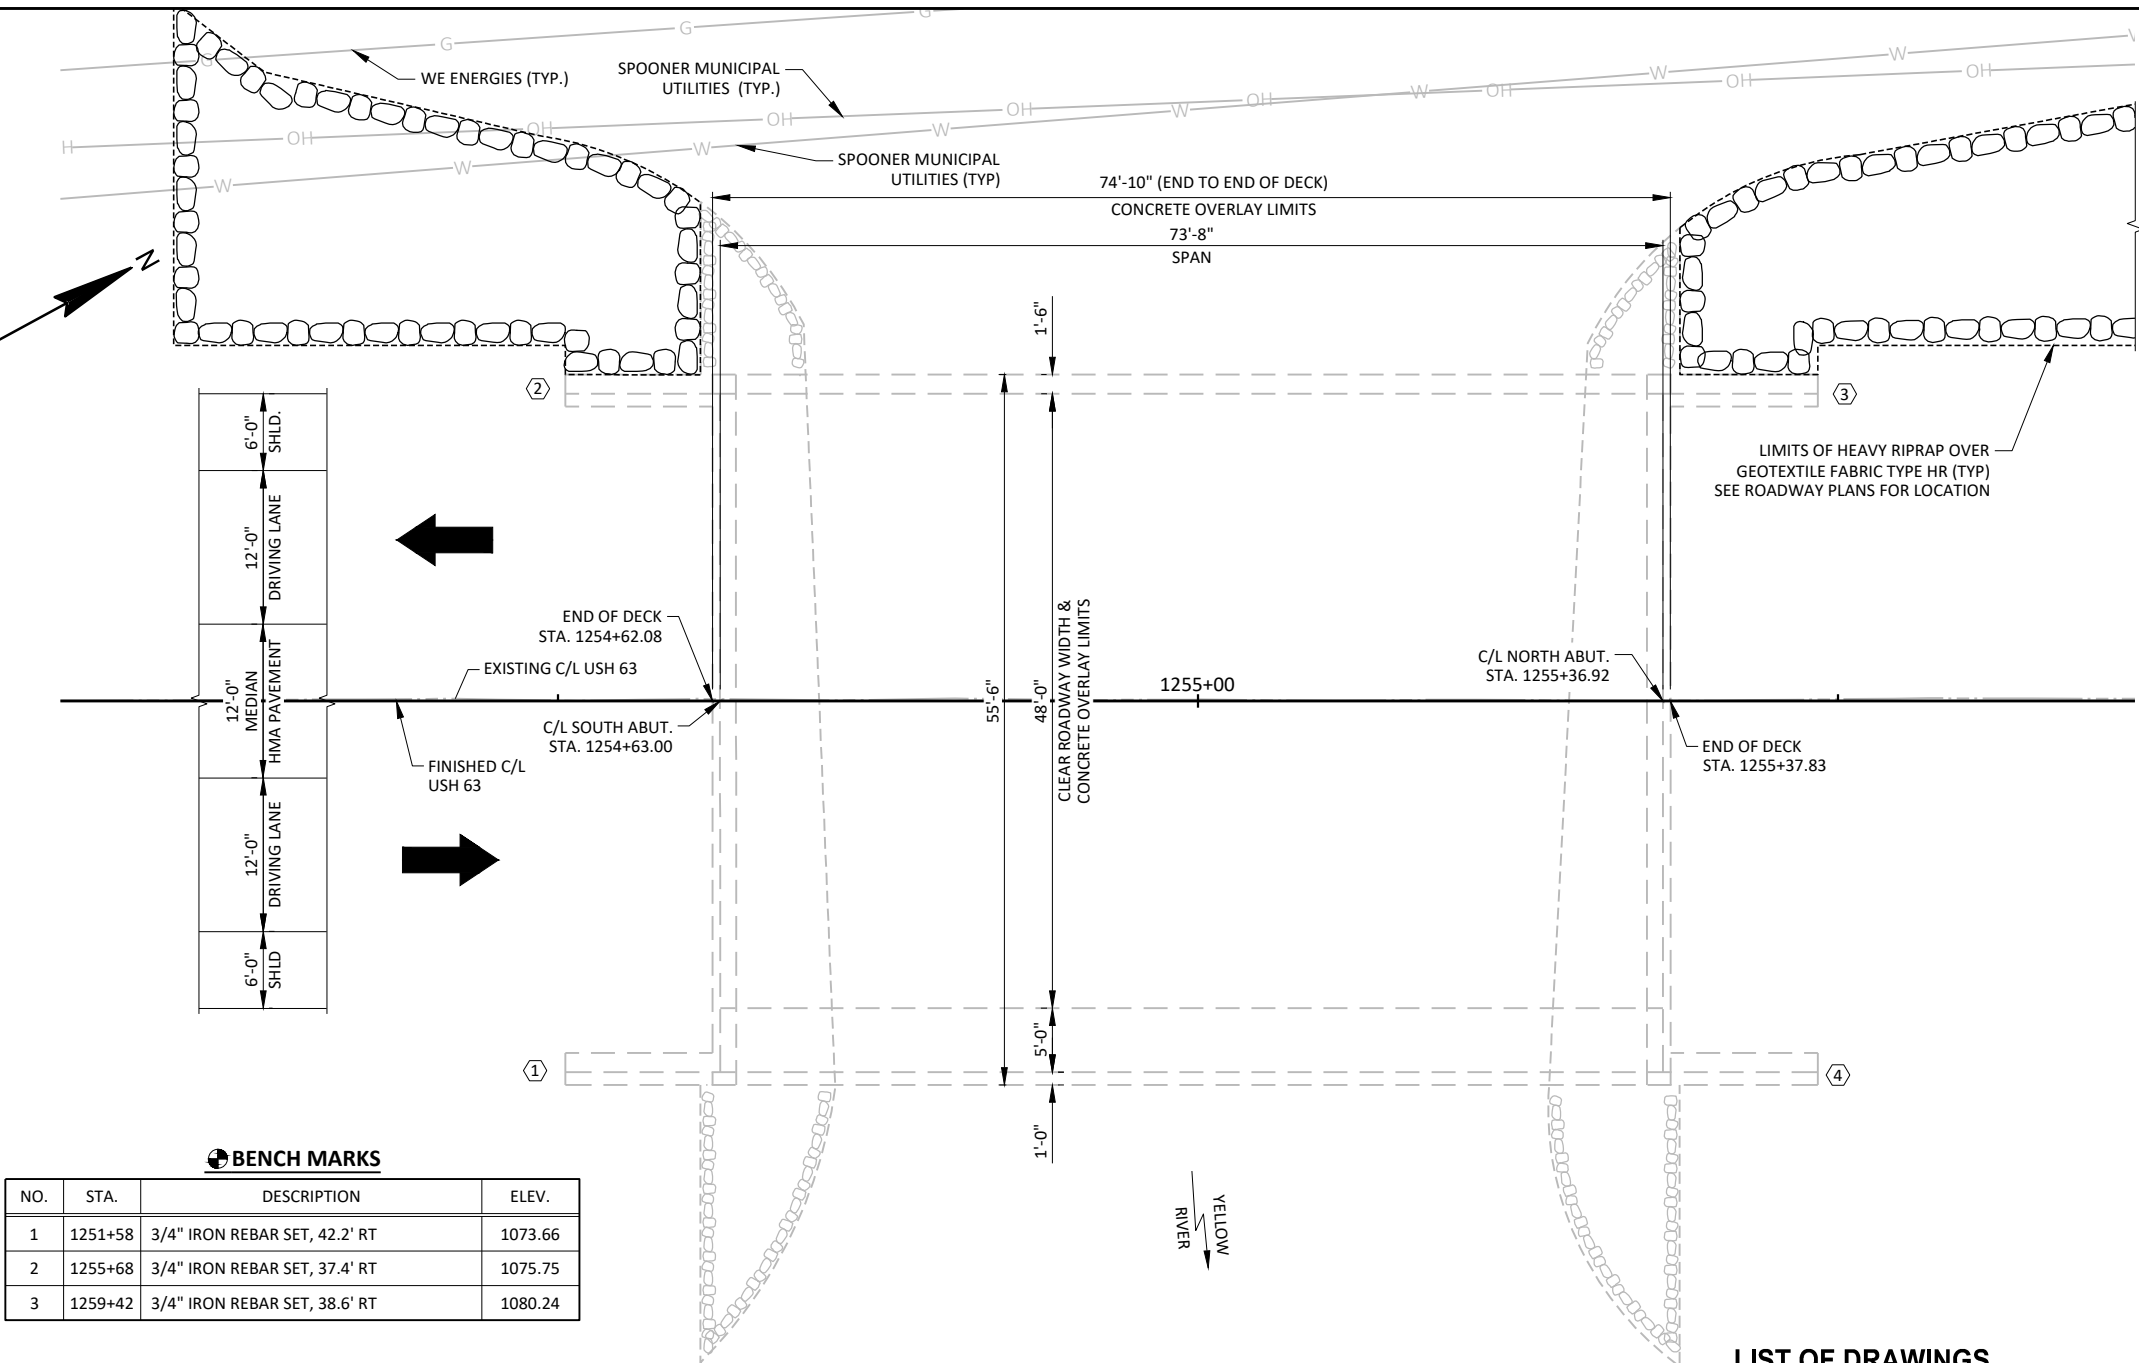 G
G
G
G
WE ENERGIES (TYP.)
SPOONER MUNICIPAL
UTILITIES (TYP.)
W
W
W
W
W
W
W
W
OH
OH
OH
OH
OH
OH
OH
OH
H
SPOONER MUNICIPAL
UTILITIES (TYP)
74'-10" (END TO END OF DECK)
CONCRETE OVERLAY LIMITS
73'-8"
SPAN
N
1'-6"
2
3
LIMITS OF HEAVY RIPRAP OVER
GEOTEXTILE FABRIC TYPE HR (TYP)
SEE ROADWAY PLANS FOR LOCATION
6'-0"
SHLD.
12'-0"
DRIVING LANE
12'-0"
MEDIAN
HMA PAVEMENT
12'-0"
DRIVING LANE
6'-0"
SHLD
END OF DECK
STA. 1254+62.08
EXISTING C/L USH 63
C/L SOUTH ABUT.
STA. 1254+63.00
FINISHED C/L
USH 63
55'-6"
48'-0"
CLEAR ROADWAY WIDTH &
CONCRETE OVERLAY LIMITS
1255+00
C/L NORTH ABUT.
STA. 1255+36.92
END OF DECK
STA. 1255+37.83
5'-0"
1'-0"
1
4
YELLOW
RIVER
BENCH MARKS
NO. STA. DESCRIPTION ELEV.
1 1251+58 3/4" IRON REBAR SET, 42.2' RT 1073.66
2 1255+68 3/4" IRON REBAR SET, 37.4' RT 1075.75
3 1259+42 3/4" IRON REBAR SET, 38.6' RT 1080.24
LIST OF DRAWINGS